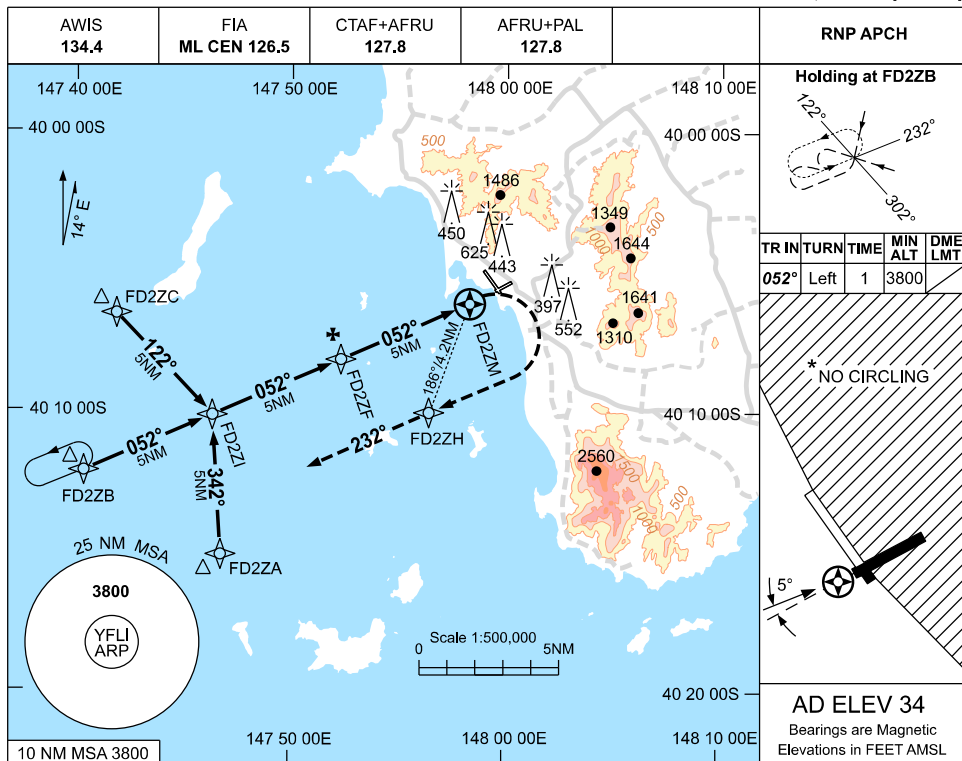 AWIS
134.4
FIA
ML CEN 126.5
CTAF+AFRU
127.8
AFRU+PAL
127.8
RNP APCH
147 40 00E
147 50 00E
148 00 00E
148 10 00E
40 00 00S
40 00 00S
14° E
500
1486
450
625
443
1349
500
1000
1644
397
552
1641
1310
FD2ZC
122°
5NM
052°
5NM
052°
5NM
FD2ZM
186°/4.2NM
FD2ZF
40 10 00S
40 10 00S
FD2ZI
052°
5NM
FD2ZB
232°
FD2ZH
342°
5NM
FD2ZA
2560
500
500
1000
25 NM MSA
3800
YFLI
ARP
Scale 1:500,000
0
5NM
40 20 00S
10 NM MSA 3800
147 50 00E
148 00 00E
148 10 00E
Holding at FD2ZB
122°
232°
302°
TR IN TURN TIME MIN ALT DME LMT
052° Left 1 3800
* NO CIRCLING
5°
AD ELEV 34
Bearings are Magnetic
Elevations in FEET AMSL